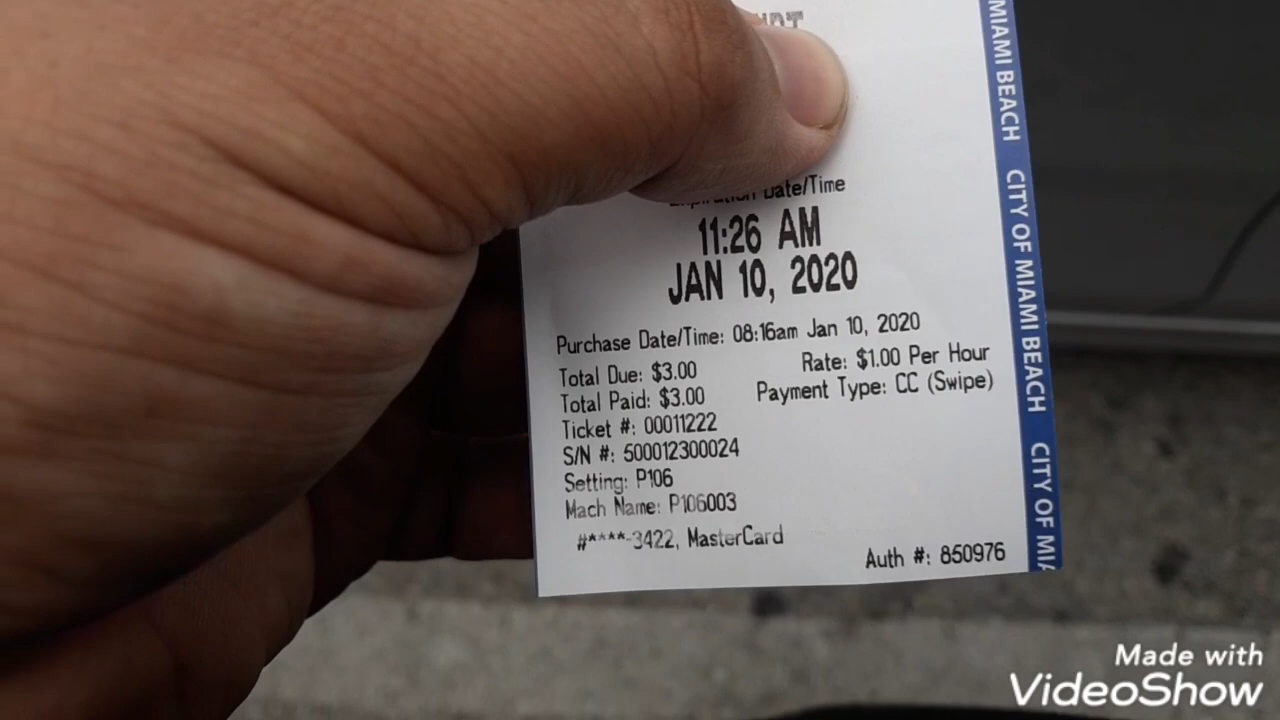 Date/Time
11:26 AM
JAN 10, 2020
Purchase Date/Time: 08:16am Jan 10, 2020
Total Due: $3.00 Rate: $1.00 Per Hour
Total Paid: $3.00 Payment Type: CC (Swipe)
Ticket #: 00011222
S/N #: 500012300024
Setting: P106
Mach Name: P106003
#****-3422, MasterCard
Auth #: 850976
MIAMI BEACH CITY OF MIAMI BEACH CITY OF
Made with
VideoShow